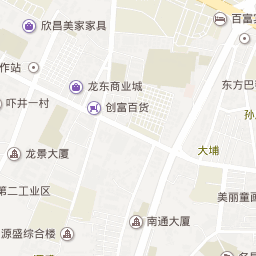 欣昌美家家具
百富
作站
龙东商业城
东方巴
创富百货
吓井一村
孙
大埔
龙景大厦
第二工业区
美丽童画
南通大厦
源盛综合楼